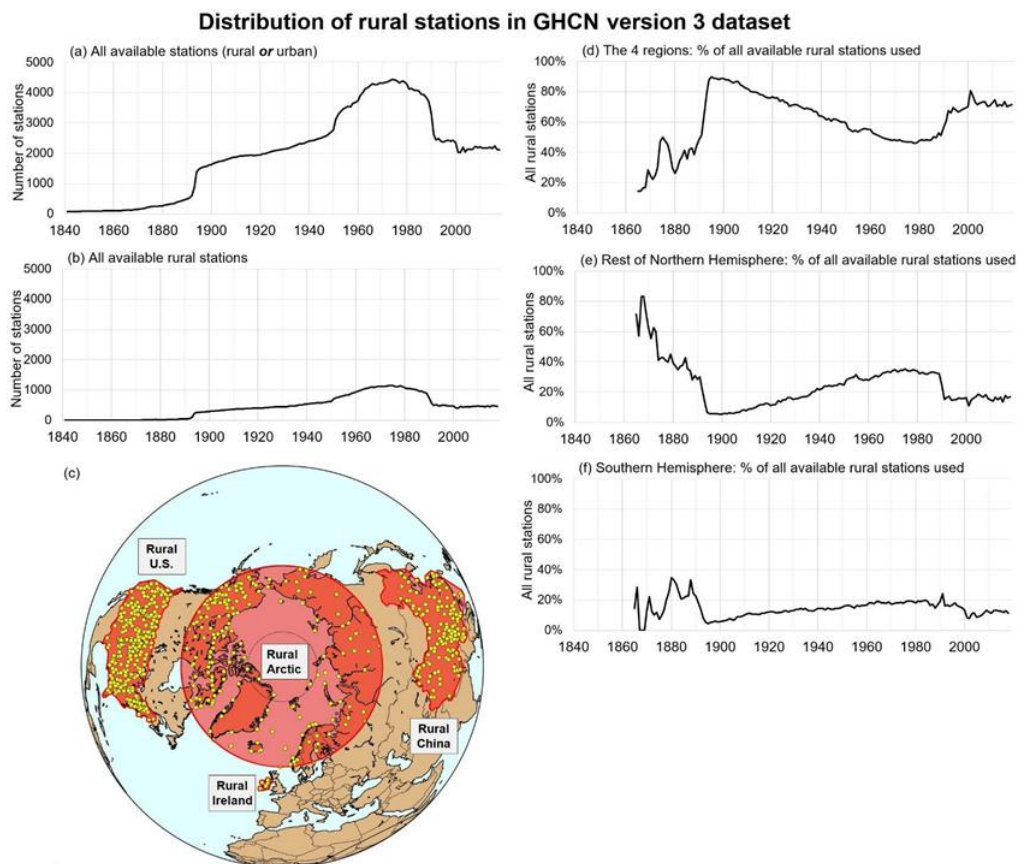 Distribution of rural stations in GHCN version 3 dataset
(a) All available stations (rural or urban)
Number of stations
5000
4000
3000
2000
1000
0
1840 1860 1880 1900 1920 1940 1960 1980 2000
(b) All available rural stations
Number of stations
5000
4000
3000
2000
1000
0
1840 1860 1880 1900 1920 1940 1960 1980 2000
(c)
Rural
U.S.
Rural
Arctic
Rural
China
Rural
Ireland
(d) The 4 regions: % of all available rural stations used
All rural stations
100%
80%
60%
40%
20%
0%
1840 1860 1880 1900 1920 1940 1960 1980 2000
(e) Rest of Northern Hemisphere: % of all available rural stations used
All rural stations
100%
80%
60%
40%
20%
0%
1840 1860 1880 1900 1920 1940 1960 1980 2000
(f) Southern Hemisphere: % of all available rural stations used
All rural stations
100%
80%
60%
40%
20%
0%
1840 1860 1880 1900 1920 1940 1960 1980 2000